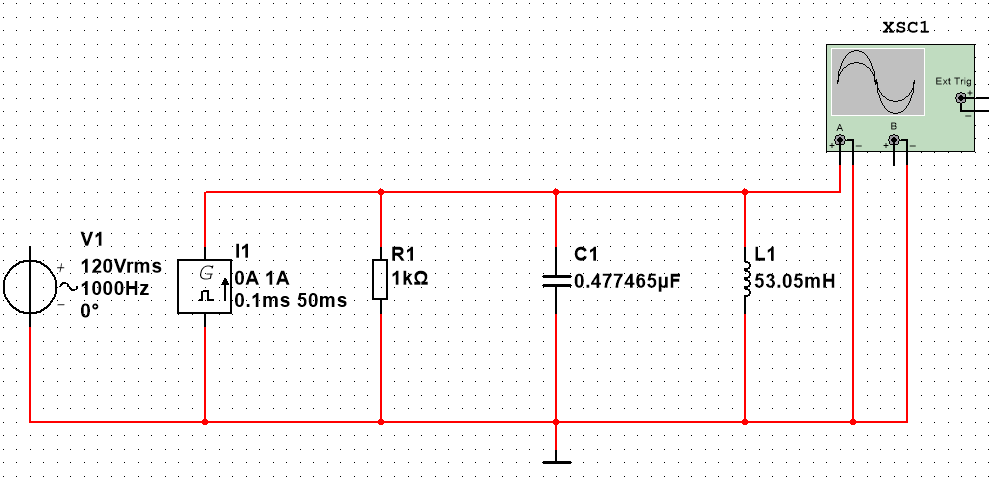 XSC1
Ext Trig
+
−
A
B
+ −
+ −
V1
+
120Vrms
1000Hz
−
0°
I1
G
0A 1A
0.1ms 50ms
R1
1kΩ
C1
0.477465µF
L1
53.05mH